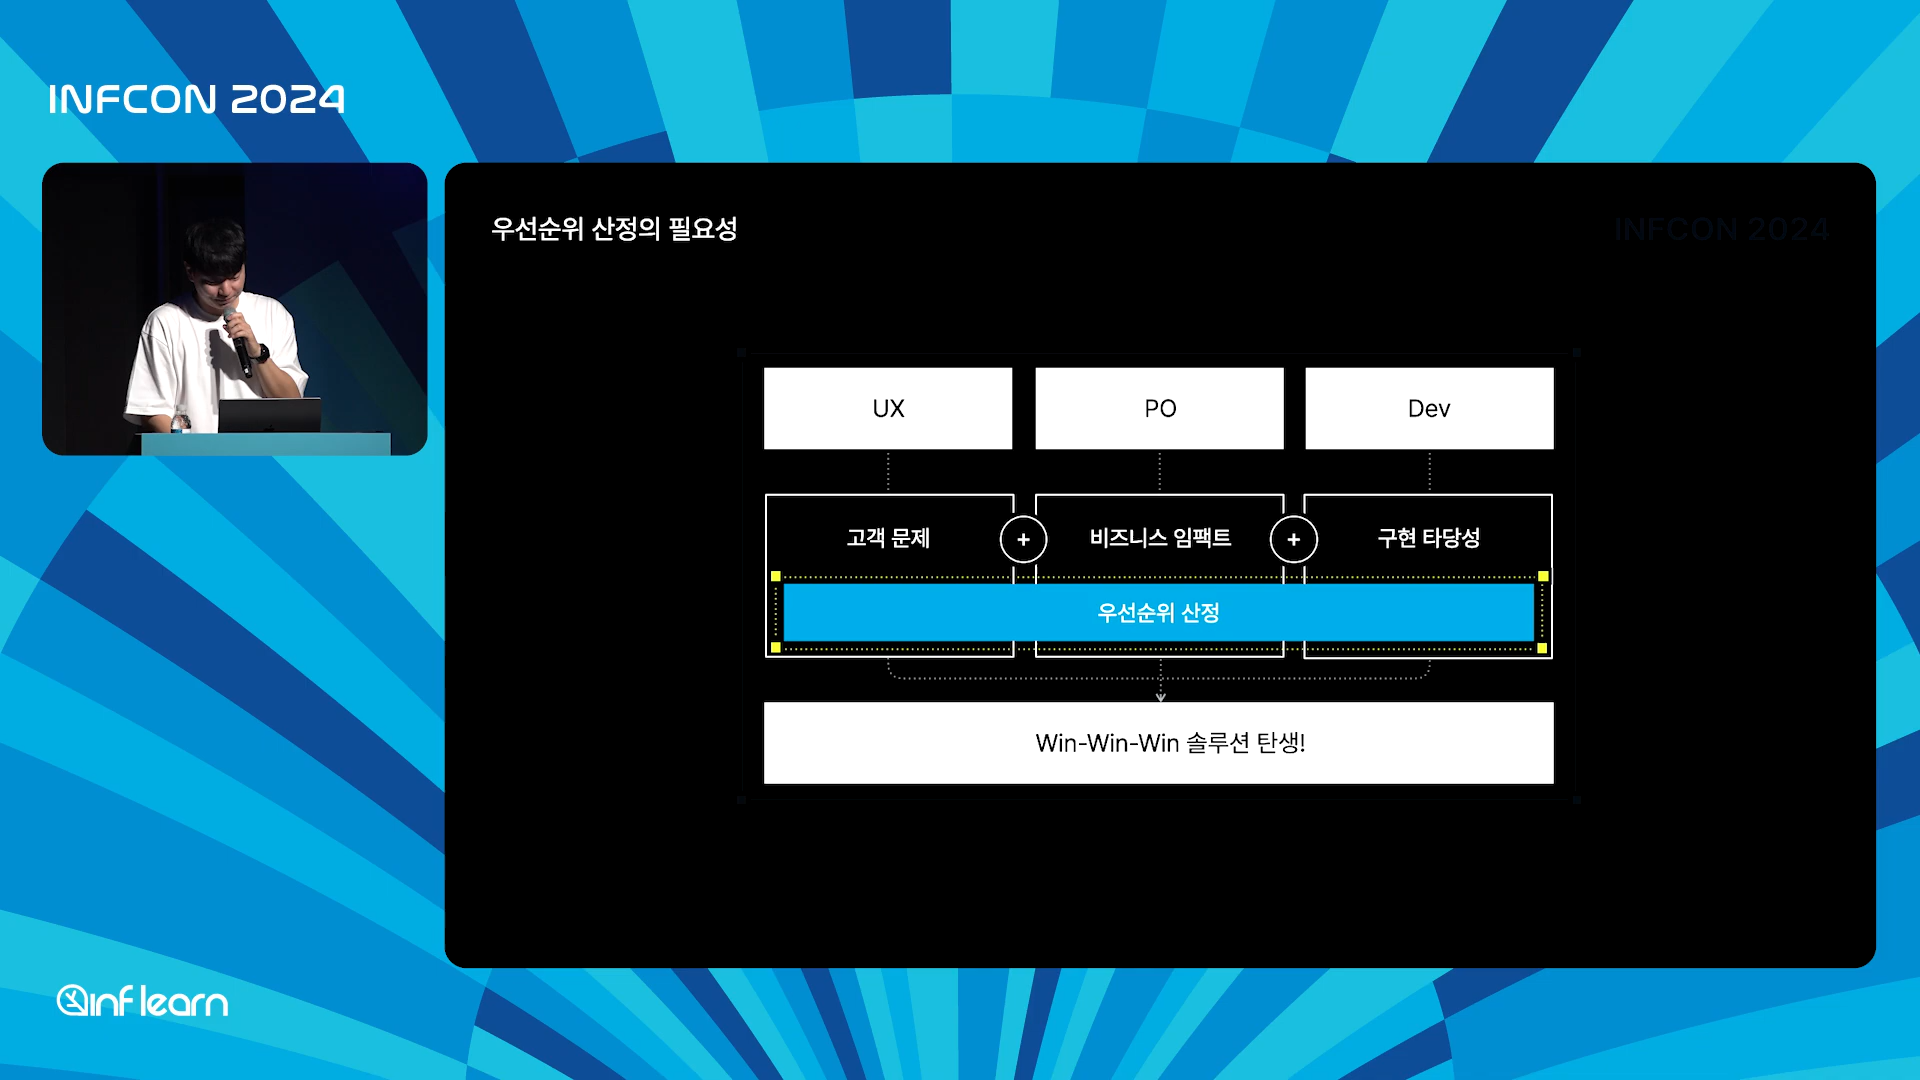 INFCON 2024
우선순위 산정의 필요성
INFCON 2024
UX
PO
Dev
고객 문제
+
비즈니스 임팩트
+
구현 타당성
우선순위 산정
Win-Win-Win 솔루션 탄생!
inflearn